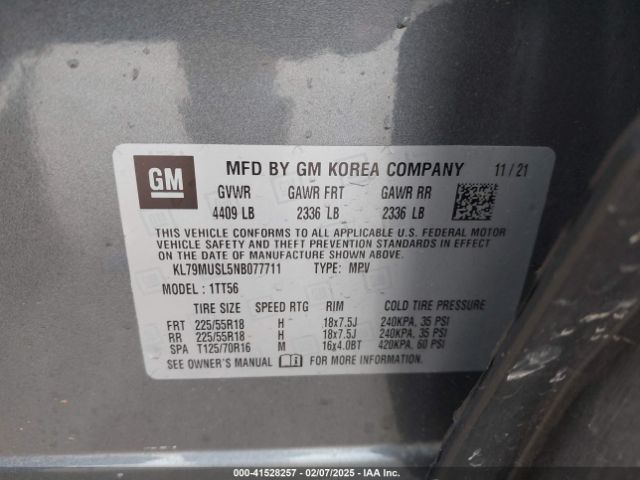 GM
MFD BY GM KOREA COMPANY 11/21
GVWR GAWR FRT GAWR RR
4409 LB 2336 LB 2336 LB
THIS VEHICLE CONFORMS TO ALL APPLICABLE U.S. FEDERAL MOTOR
VEHICLE SAFETY AND THEFT PREVENTION STANDARDS IN EFFECT
ON THE DATE OF MANUFACTURE SHOWN ABOVE.
KL79MUSL5NB077711 TYPE: MPV
MODEL : 1TT56
TIRE SIZE SPEED RTG RIM COLD TIRE PRESSURE
FRT 225/55R18 H 18x7.5J 240KPA, 35 PSI
RR 225/55R18 H 18x7.5J 240KPA, 35 PSI
SPA T125/70R16 M 16x4.0BT 420KPA, 60 PSI
SEE OWNER'S MANUAL FOR MORE INFORMATION
000-41528257 - 02/07/2025 - IAA Inc.